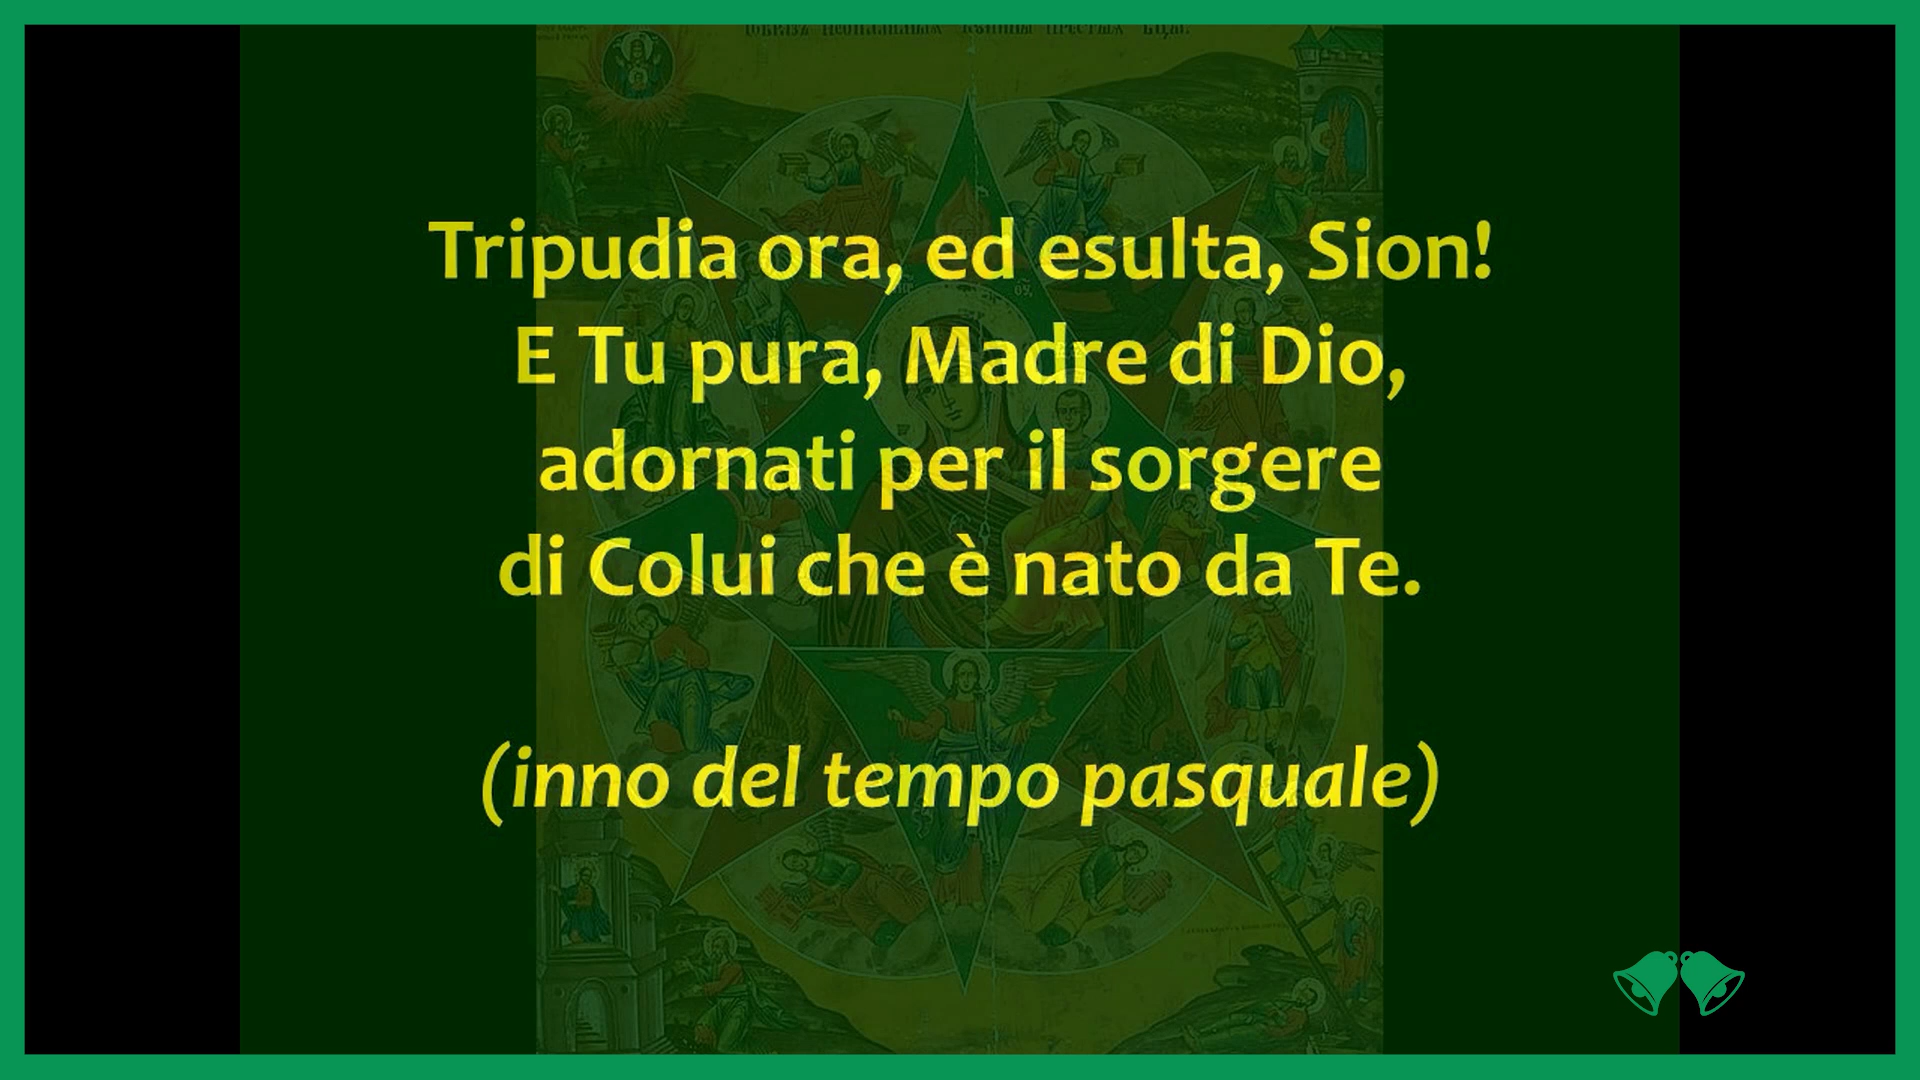 Tripudia ora, ed esulta, Sion!
E Tu pura, Madre di Dio,
adornati per il sorgere
di Colui che è nato da Te.
(inno del tempo pasquale)